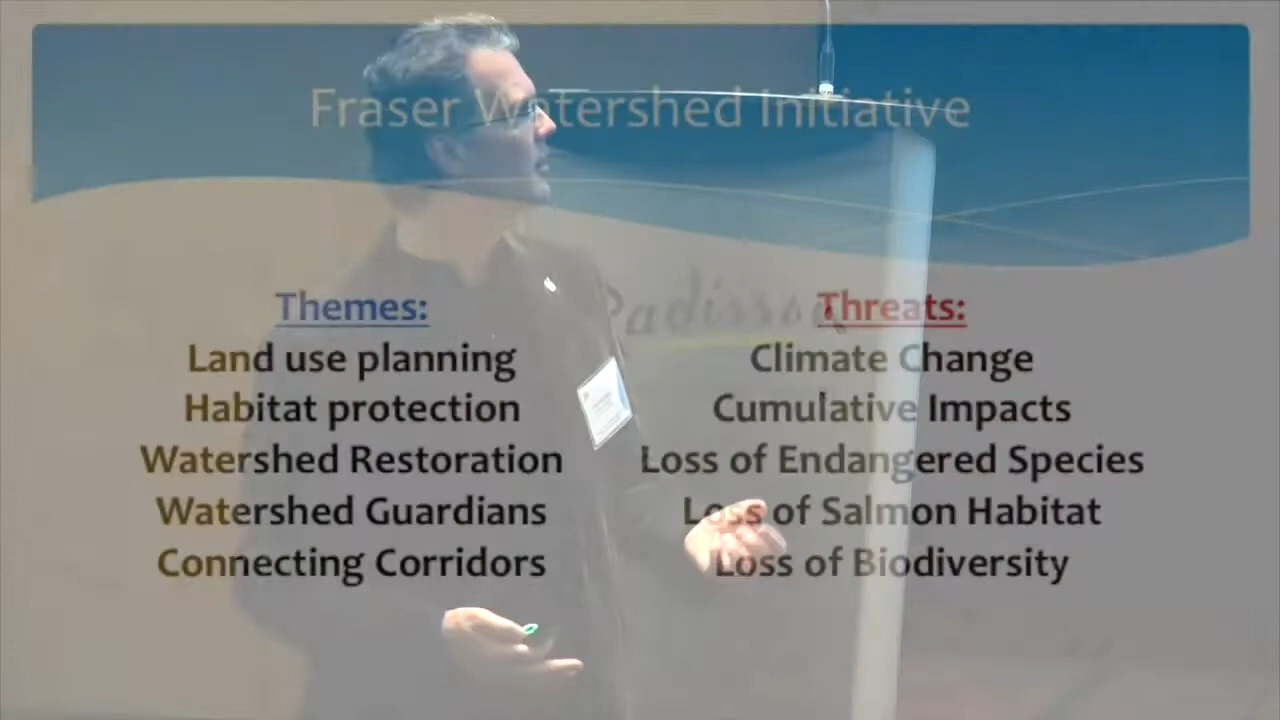 Fraser Watershed Initiative
Radisson
Themes:
Land use planning
Habitat protection
Watershed Restoration
Watershed Guardians
Connecting Corridors
Threats:
Climate Change
Cumulative Impacts
Loss of Endangered Species
Loss of Salmon Habitat
Loss of Biodiversity